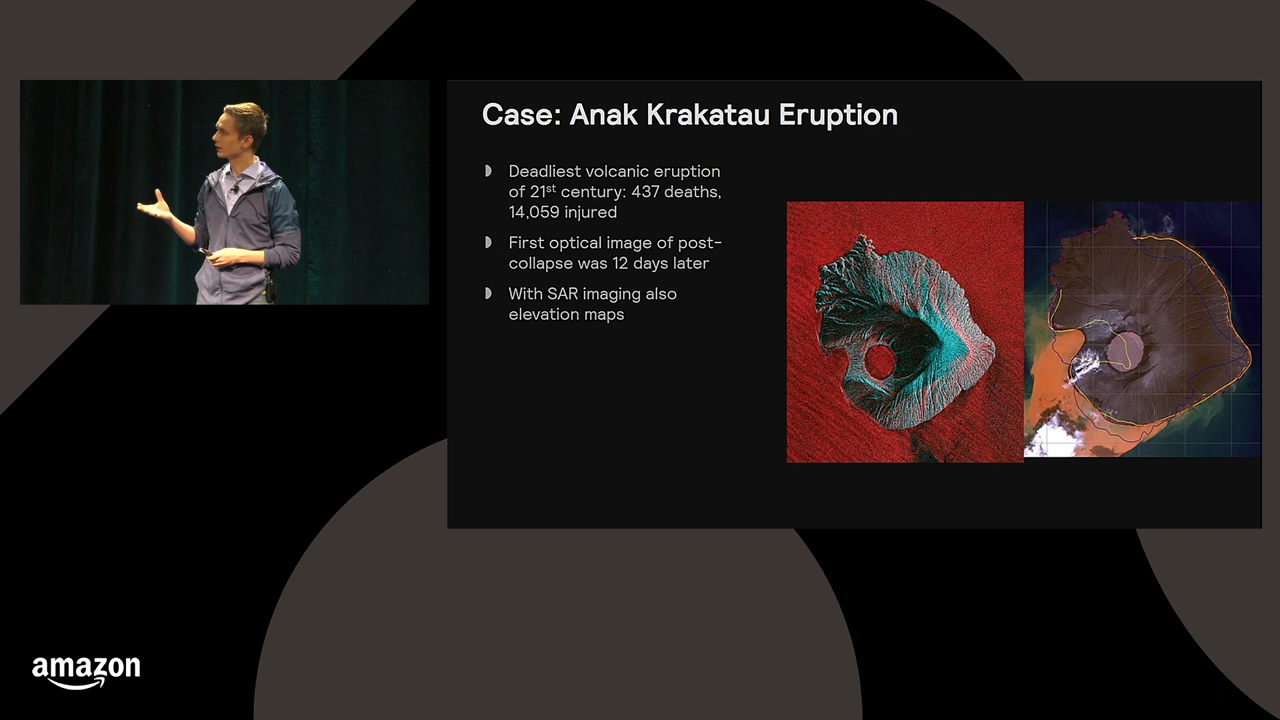 Case: Anak Krakatau Eruption
Deadliest volcanic eruption
of 21st century: 437 deaths,
14,059 injured
First optical image of post-
collapse was 12 days later
With SAR imaging also
elevation maps
amazon